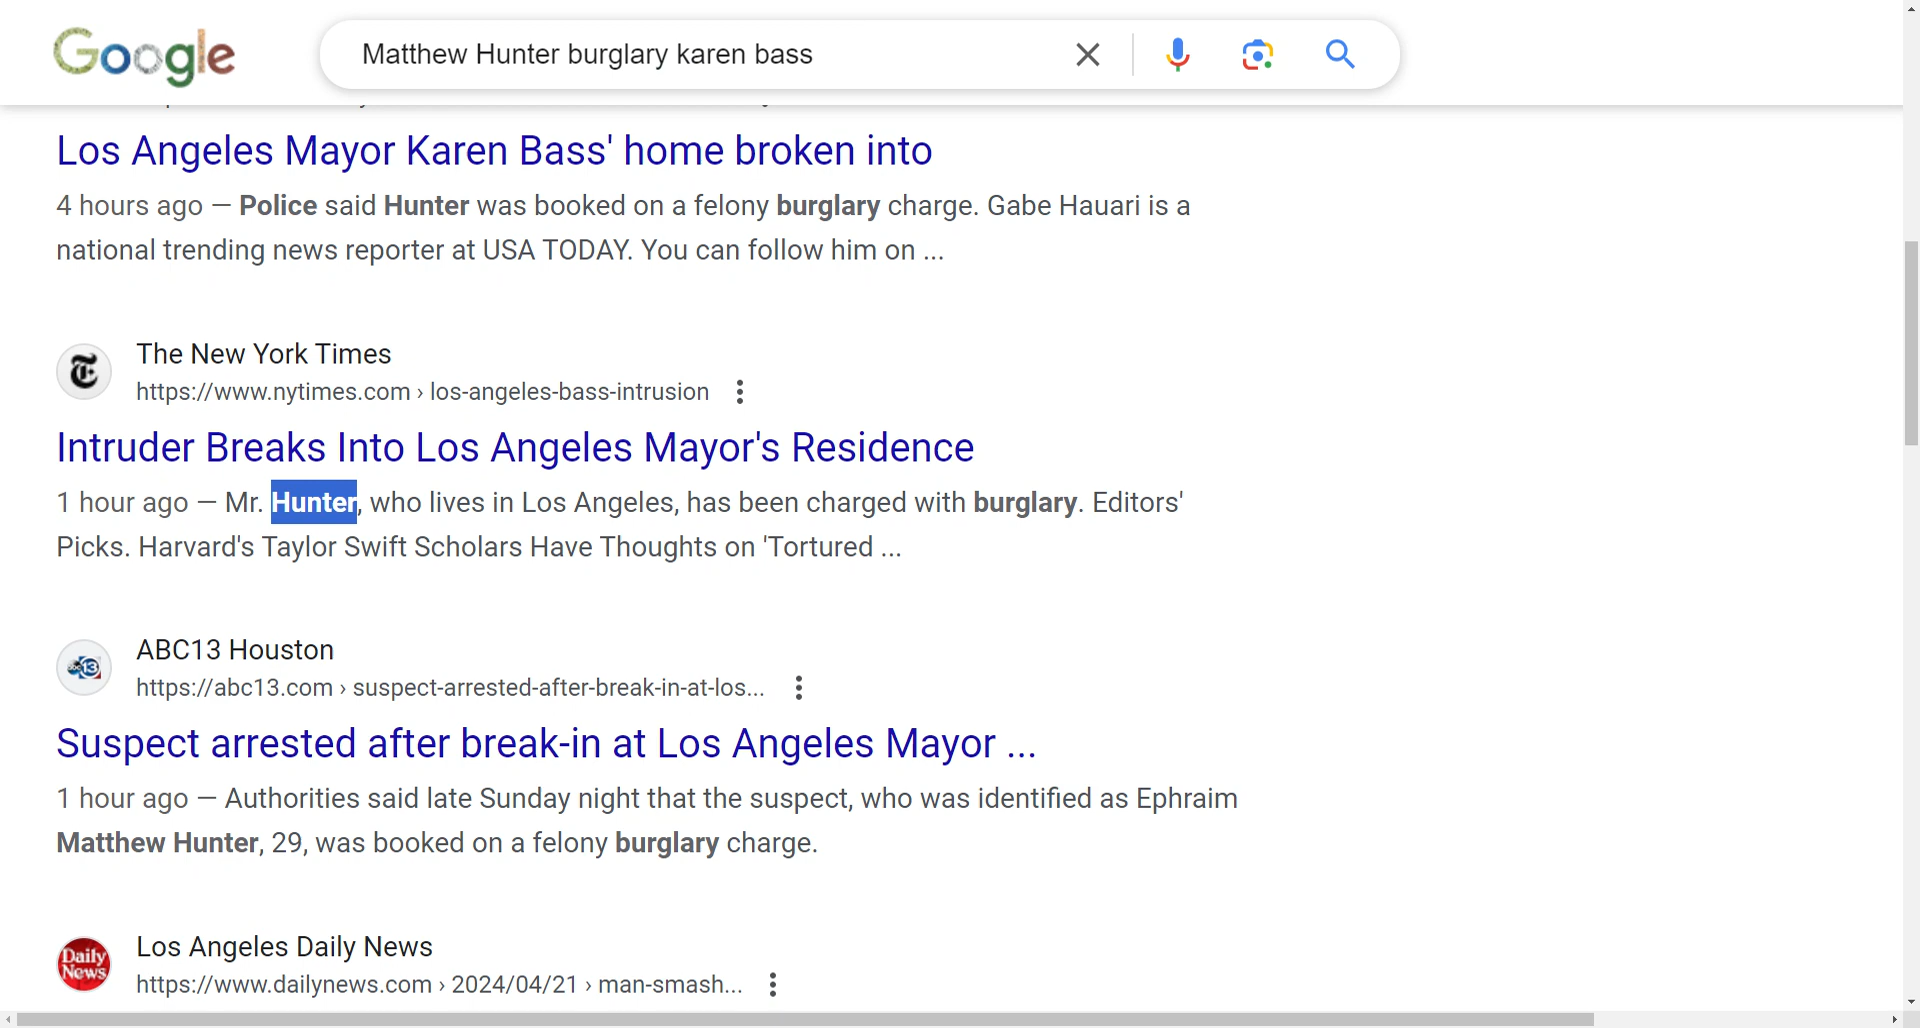 Google
Matthew Hunter burglary karen bass
Los Angeles Mayor Karen Bass' home broken into
4 hours ago — Police said Hunter was booked on a felony burglary charge. Gabe Hauari is a
national trending news reporter at USA TODAY. You can follow him on ...
The New York Times
https://www.nytimes.com › los-angeles-bass-intrusion
Intruder Breaks Into Los Angeles Mayor's Residence
1 hour ago — Mr. Hunter, who lives in Los Angeles, has been charged with burglary. Editors'
Picks. Harvard's Taylor Swift Scholars Have Thoughts on 'Tortured ...
abc13
ABC13 Houston
https://abc13.com › suspect-arrested-after-break-in-at-los...
Suspect arrested after break-in at Los Angeles Mayor ...
1 hour ago — Authorities said late Sunday night that the suspect, who was identified as Ephraim
Matthew Hunter, 29, was booked on a felony burglary charge.
Daily
News
Los Angeles Daily News
https://www.dailynews.com › 2024/04/21 › man-smash...